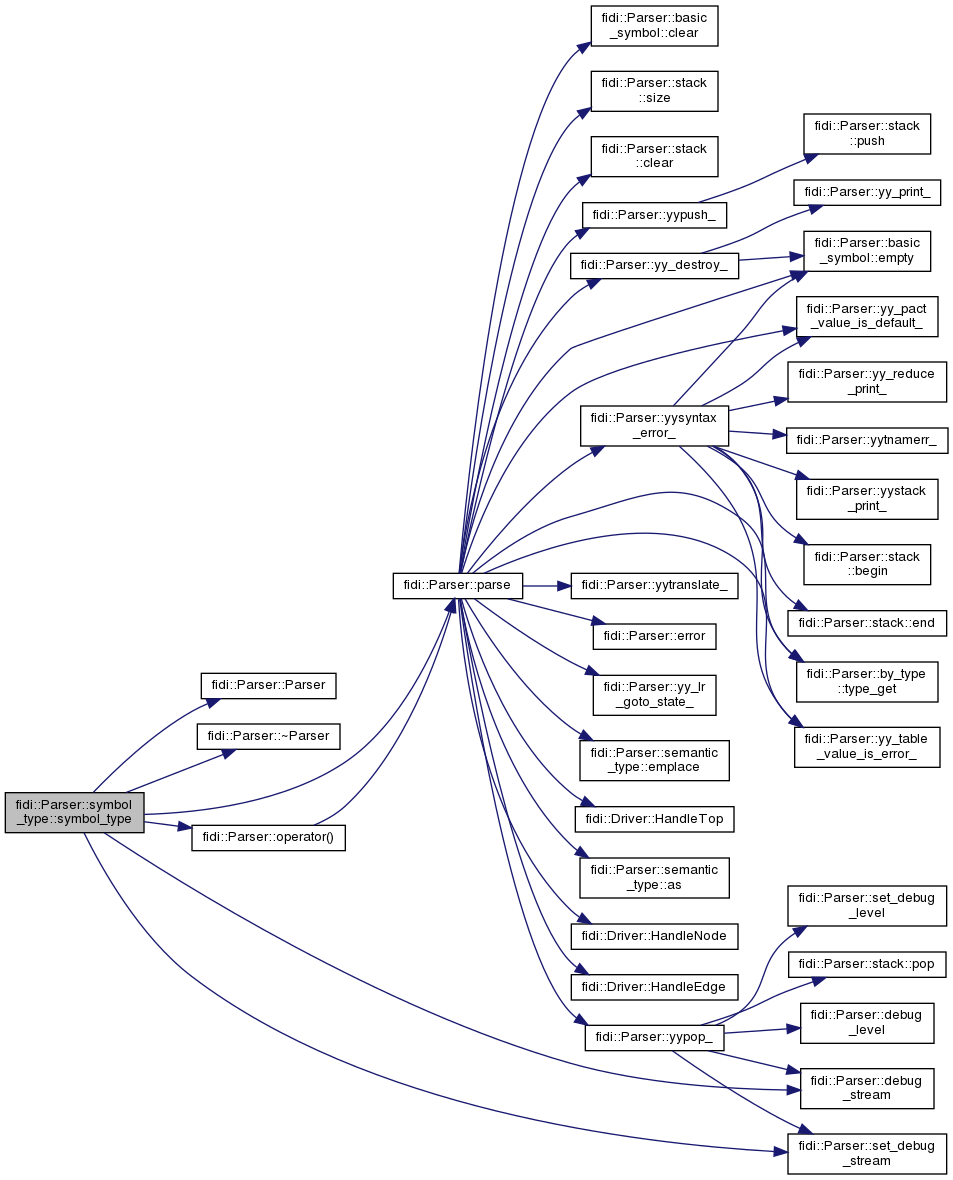 fidi::Parser::basic
_symbol::clear
fidi::Parser::stack
::size
fidi::Parser::stack
::push
fidi::Parser::stack
::clear
fidi::Parser::yy_print_
fidi::Parser::yypush_
fidi::Parser::basic
_symbol::empty
fidi::Parser::yy_destroy_
fidi::Parser::yy_pact
_value_is_default_
fidi::Parser::yy_reduce
_print_
fidi::Parser::yysyntax
_error_
fidi::Parser::yytnamerr_
fidi::Parser::yystack
_print_
fidi::Parser::stack
::begin
fidi::Parser::parse
fidi::Parser::yytranslate_
fidi::Parser::stack::end
fidi::Parser::error
fidi::Parser::by_type
::type_get
fidi::Parser::Parser
fidi::Parser::yy_lr
_goto_state_
fidi::Parser::~Parser
fidi::Parser::yy_table
_value_is_error_
fidi::Parser::semantic
_type::emplace
fidi::Parser::symbol
_type::symbol_type
fidi::Driver::HandleTop
fidi::Parser::operator()
fidi::Parser::semantic
_type::as
fidi::Parser::set_debug
_level
fidi::Driver::HandleNode
fidi::Parser::stack::pop
fidi::Driver::HandleEdge
fidi::Parser::debug
_level
fidi::Parser::yypop_
fidi::Parser::debug
_stream
fidi::Parser::set_debug
_stream